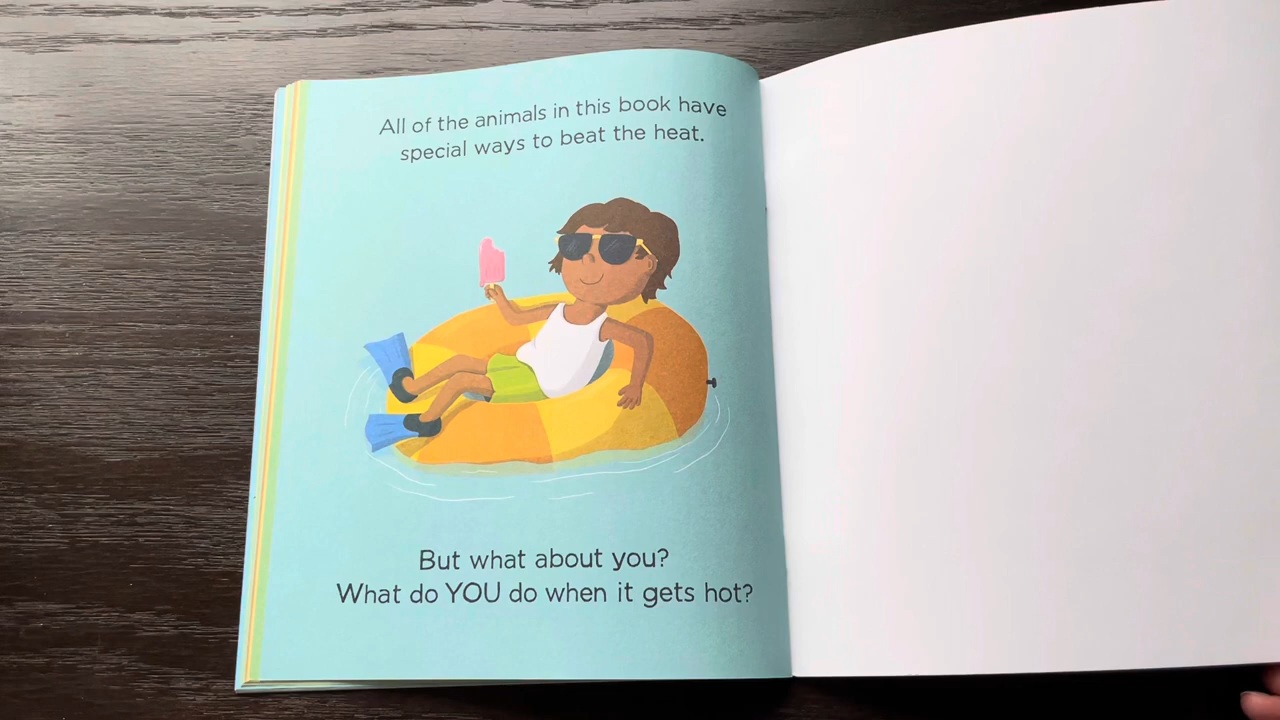 All of the animals in this book have
special ways to beat the heat.
But what about you?
What do YOU do when it gets hot?